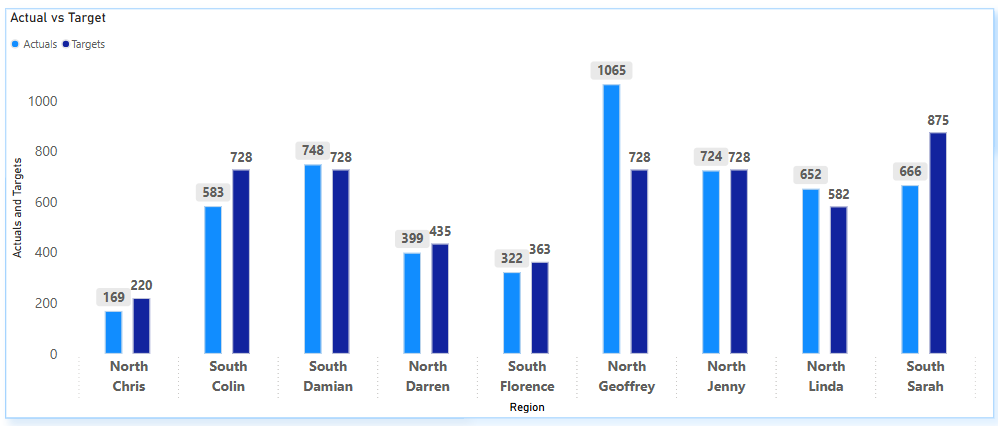 Actual vs Target
Actuals Targets
Actuals and Targets
1000
800
600
400
200
0
169 220
583 728
748 728
399 435
322 363
1065 728
724 728
652 582
666 875
North South South North South North North North South
Chris Colin Damian Darren Florence Geoffrey Jenny Linda Sarah
Region